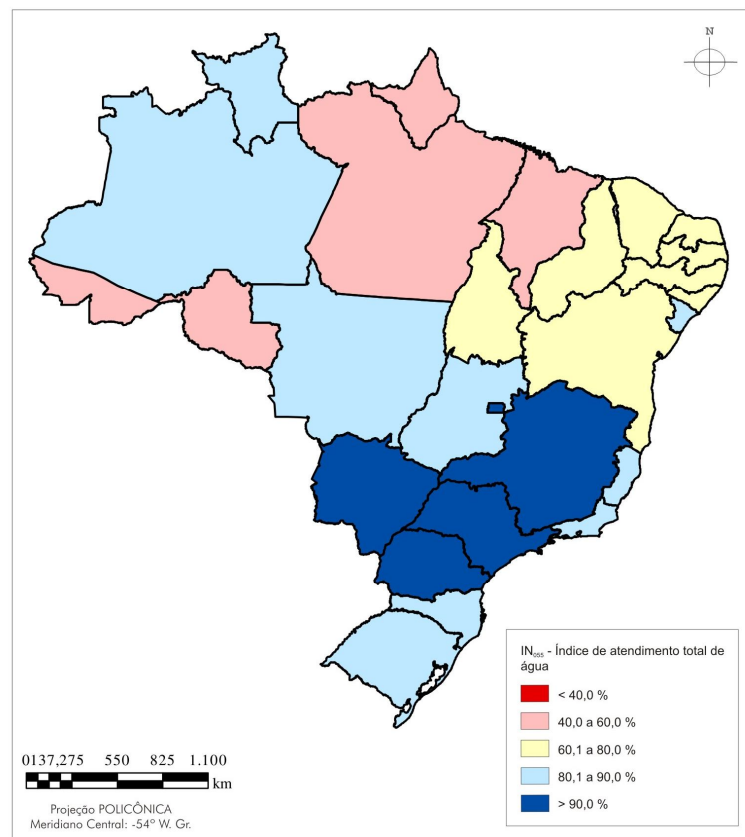 N
IN₀₅₅ - Índice de atendimento total de
água
< 40,0 %
40,0 a 60,0 %
60,1 a 80,0 %
80,1 a 90,0 %
> 90,0 %
0137,275 550 825 1.100
km
Projeção POLICÔNICA
Meridiano Central: -54º W. Gr.